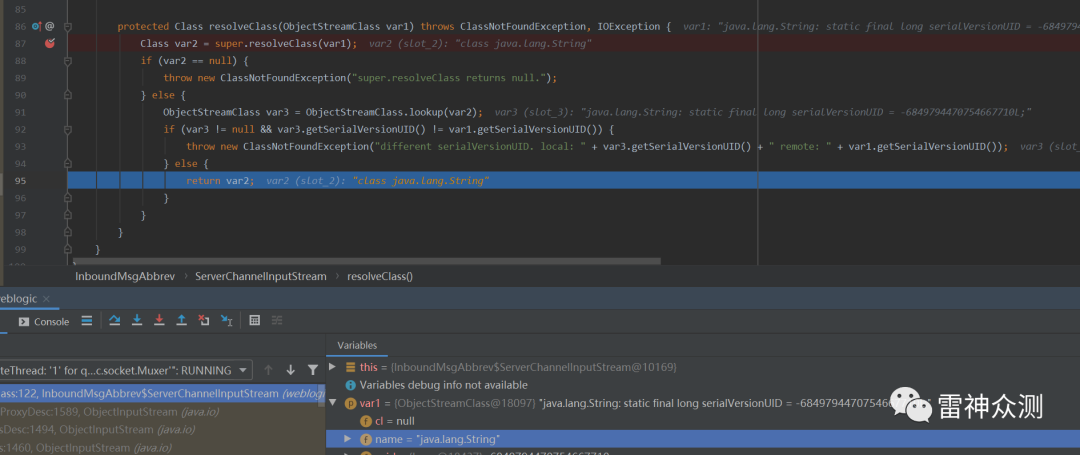 85
86 @ protected Class resolveClass(ObjectStreamClass var1) throws ClassNotFoundException, IOException { var1: "java.lang.String: static final long serialVersionUID = -684979
87 Class var2 = super.resolveClass(var1); var2 (slot_2): "class java.lang.String"
88 if (var2 == null) {
89 throw new ClassNotFoundException("super.resolveClass returns null.");
90 } else {
91 ObjectStreamClass var3 = ObjectStreamClass.lookup(var2); var3 (slot_3): "java.lang.String: static final long serialVersionUID = -6849794470754667710L;"
92 if (var3 != null && var3.getSerialVersionUID() != var1.getSerialVersionUID()) {
93 throw new ClassNotFoundException("different serialVersionUID. local: " + var3.getSerialVersionUID() + " remote: " + var1.getSerialVersionUID()); var3 (slot
94 } else {
95 return var2; var2 (slot_2): "class java.lang.String"
96 }
97 }
98 }
99 }
InboundMsgAbbrev › ServerChannelInputStream › resolveClass()
eblogic ×
Console
Variables
teThread: '1' for q...c.socket.Muxer'": RUNNING
this = {InboundMsgAbbrev$ServerChannelInputStream@10169}
ass:122, InboundMsgAbbrev$ServerChannelInputStream (weblogi
Variables debug info not available
ProxyDesc:1589, ObjectInputStream (java.io)
var1 = {ObjectStreamClass@18097} "java.lang.String: static final long serialVersionUID = -68497944707546
sDesc:1494, ObjectInputStream (java.io)
cl = null
name = "java.lang.String"
s:1460, ObjectInputStream (java.io)
雷神众测